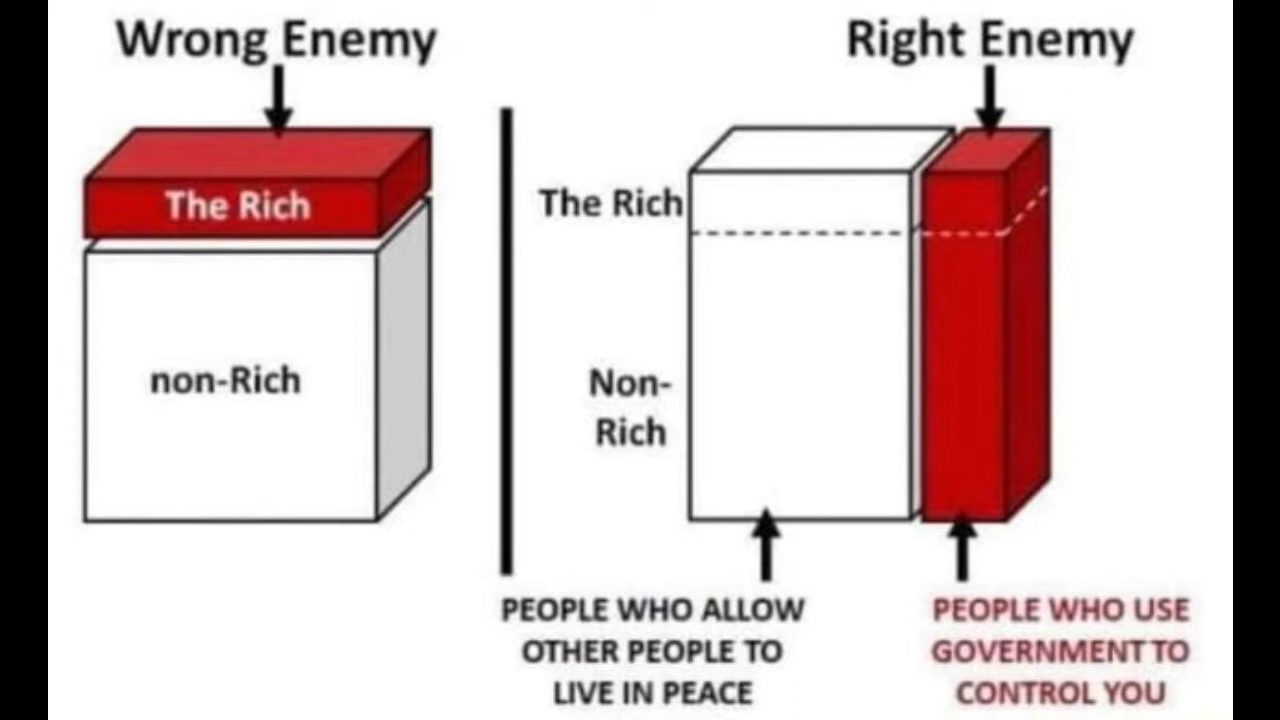 Wrong Enemy
The Rich
non-Rich
Right Enemy
The Rich
Non-
Rich
PEOPLE WHO ALLOW
OTHER PEOPLE TO
LIVE IN PEACE
PEOPLE WHO USE
GOVERNMENT TO
CONTROL YOU